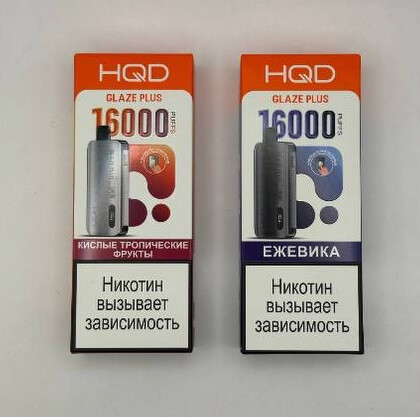 HQD
GLAZE PLUS
16000 PUFFS
КИСЛЫЕ ТРОПИЧЕСКИЕ
ФРУКТЫ
Никотин
вызывает
зависимость
HQD
GLAZE PLUS
16000 PUFFS
ЕЖЕВИКА
Никотин
вызывает
зависимость